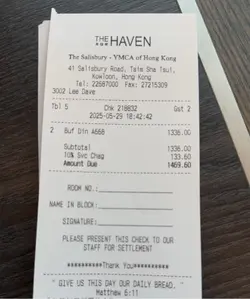 THE HAVEN
The Salisbury - YMCA of Hong Kong
41 Salisbury Road, Tsim Sha Tsui,
Kowloon, Hong Kong
Tel: 22687000 Fax: 27215309
3002 Lee Dave
Tbl 5 Chk 218632 Gst 2
2025-05-29 18:42:42
2 Buf Din A668 1336.00
Subtotal 1336.00
10% Svc Chag 133.60
Amount Due 1469.60
ROOM NO.:
NAME IN BLOCK:
SIGNATURE:
PLEASE PRESENT THIS CHECK TO OUR
STAFF FOR SETTLEMENT
**********Thank You**********
" GIVE US THIS DAY OUR DAILY BREAD. "
Matthew 6:11